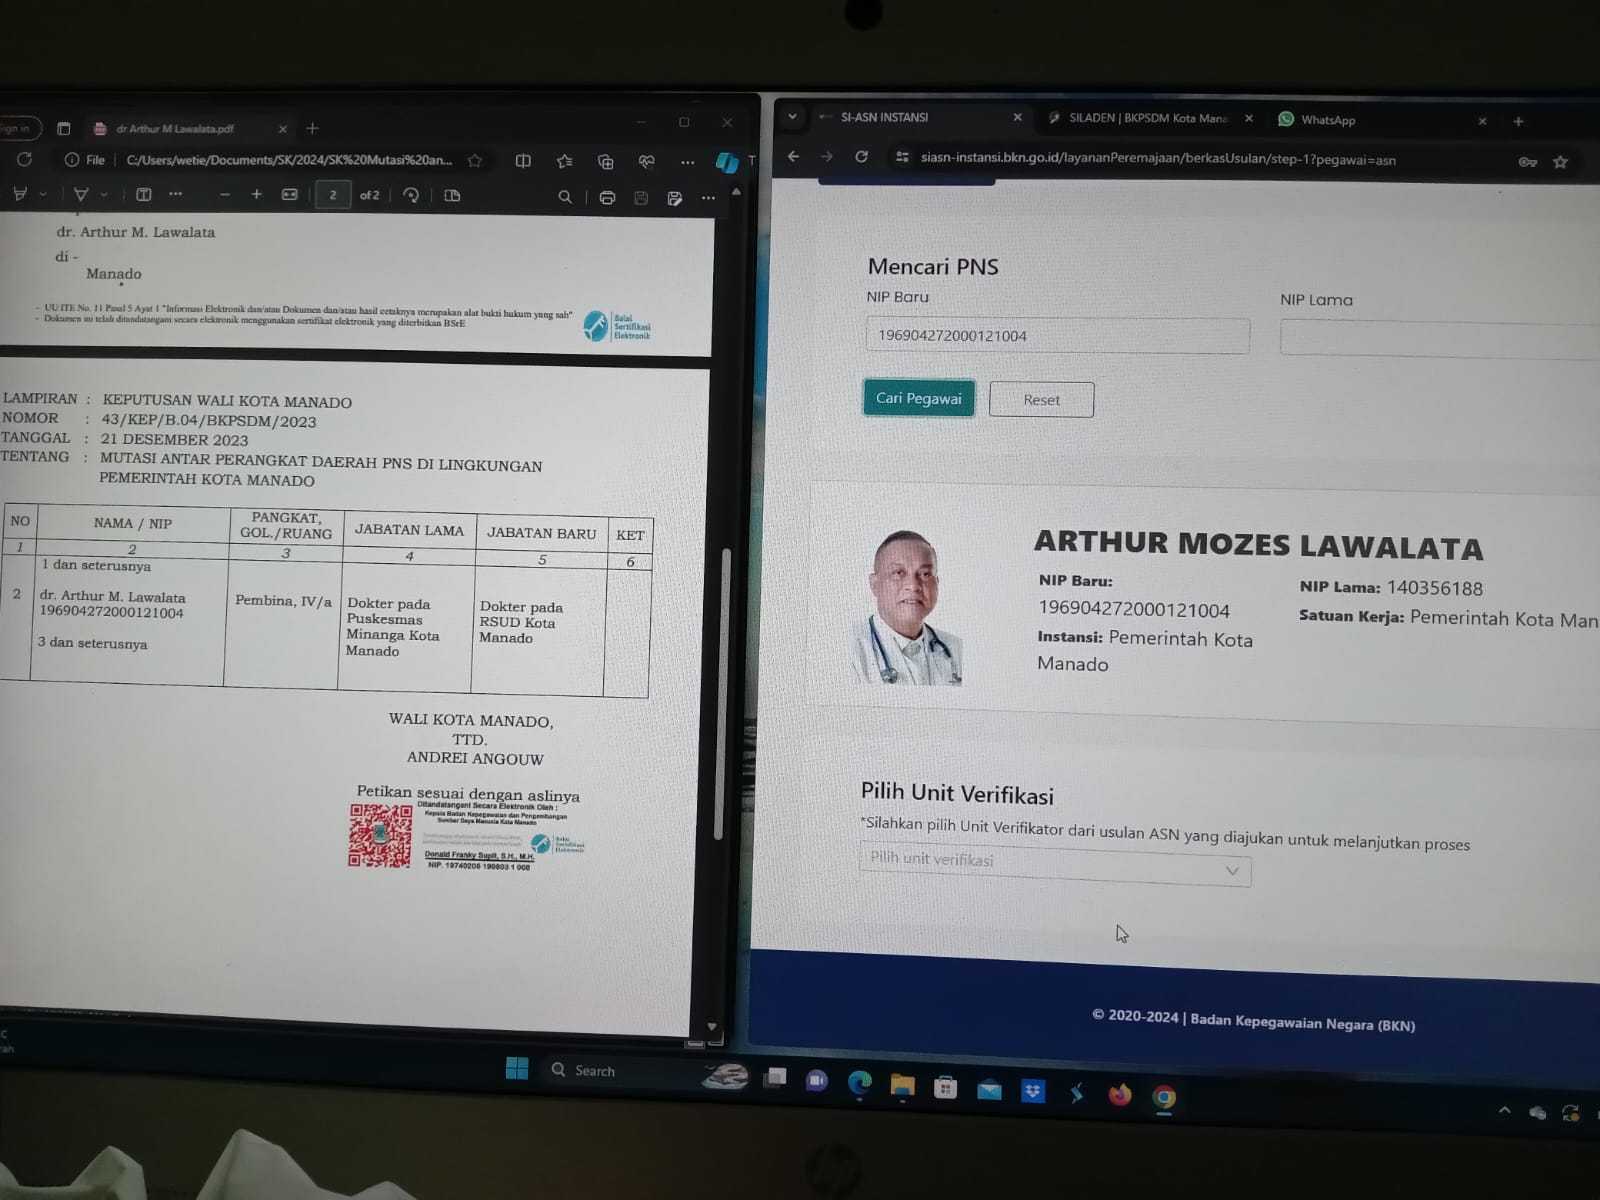 Sign in
dr Arthur M Lawalata.pdf
File
C:/Users/wetie/Documents/SK/2024/SK%20Mutasi%20an...
2
of 2
dr. Arthur M. Lawalata
di -
Manado
- UU ITE No. 11 Pasal 5 Ayat 1 "Informasi Elektronik dan/atau Dokumen dan/atau hasil cetaknya merupakan alat bukti hukum yang sah"
- Dokumen ini telah ditandatangani secara elektronik menggunakan sertifikat elektronik yang diterbitkan BSrE
Balai
Sertifikasi
Elektronik
LAMPIRAN : KEPUTUSAN WALI KOTA MANADO
NOMOR : 43/KEP/B.04/BKPSDM/2023
TANGGAL : 21 DESEMBER 2023
TENTANG : MUTASI ANTAR PERANGKAT DAERAH PNS DI LINGKUNGAN
PEMERINTAH KOTA MANADO
NO
NAMA / NIP
PANGKAT,
GOL./RUANG
JABATAN LAMA
JABATAN BARU
KET
1
2
3
4
5
6
1 dan seterusnya
2
dr. Arthur M. Lawalata
196904272000121004
3 dan seterusnya
Pembina, IV/a
Dokter pada
Puskesmas
Minanga Kota
Manado
Dokter pada
RSUD Kota
Manado
WALI KOTA MANADO,
TTD.
ANDREI ANGOUW
Petikan sesuai dengan aslinya
Ditandatangani Secara Elektronik Oleh :
Kepala Badan Kepegawaian dan Pengembangan
Sumber Daya Manusia Kota Manado
Balai
Sertifikasi
Elektronik
Donald Franky Supit, S.H., M.H.
NIP. 19740206 199803 1 008
SI-ASN INSTANSI
SILADEN | BKPSDM Kota Mana
WhatsApp
siasn-instansi.bkn.go.id/layananPeremajaan/berkasUsulan/step-1?pegawai=asn
Mencari PNS
NIP Baru
NIP Lama
196904272000121004
Cari Pegawai
Reset
ARTHUR MOZES LAWALATA
NIP Baru:
196904272000121004
Instansi: Pemerintah Kota
Manado
NIP Lama: 140356188
Satuan Kerja: Pemerintah Kota Man
Pilih Unit Verifikasi
*Silahkan pilih Unit Verifikator dari usulan ASN yang diajukan untuk melanjutkan proses
Pilih unit verifikasi
© 2020-2024 | Badan Kepegawaian Negara (BKN)
Search